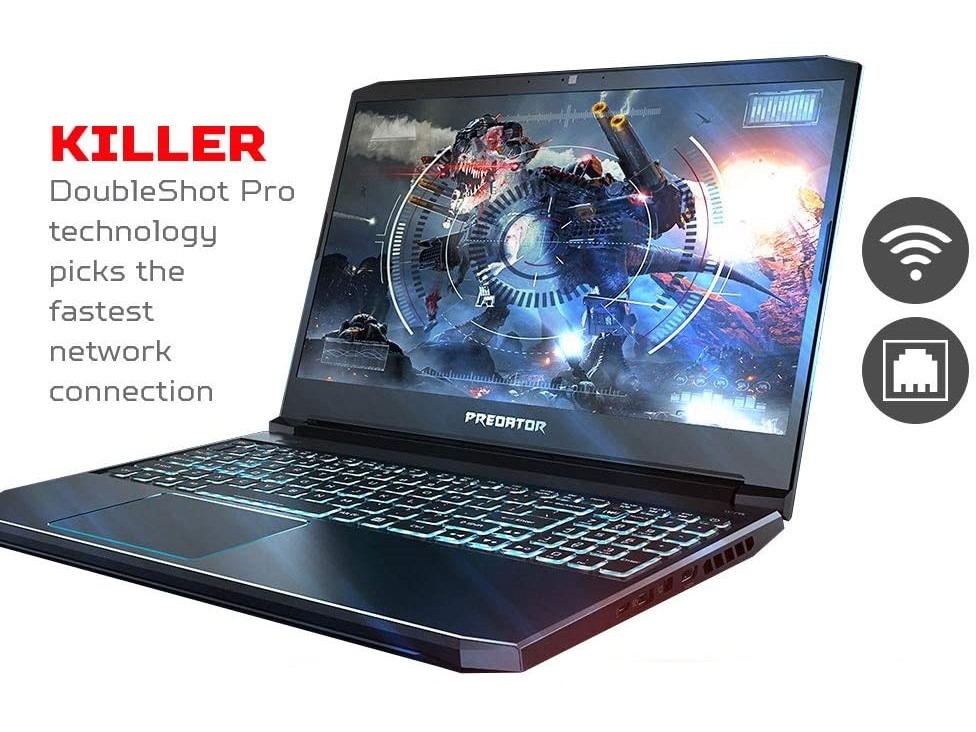 KILLER
DoubleShot Pro
technology
picks the
fastest
network
connection
PREDATOR